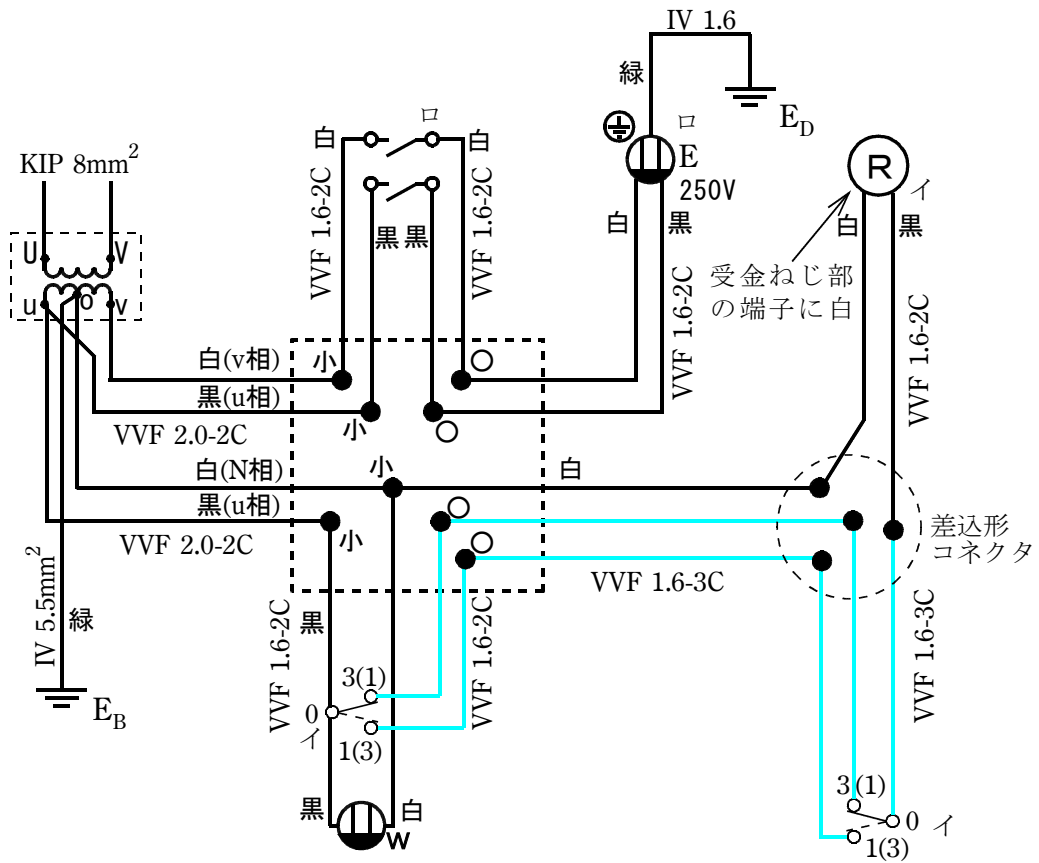 IV 1.6
緑
E_D
ロ
E
250V
白
黒
VVF 1.6-2C
R
イ
白
黒
受金ねじ部
の端子に白
VVF 1.6-2C
KIP 8mm²
U
V
u
o
v
ロ
白
白
VVF 1.6-2C
黒
黒
VVF 1.6-2C
白(v相)
小
○
黒(u相)
小
○
VVF 2.0-2C
白(N相)
小
白
黒(u相)
小
○
○
VVF 2.0-2C
VVF 1.6-3C
差込形
コネクタ
IV 5.5mm²
緑
E_B
VVF 1.6-2C
黒
VVF 1.6-2C
3(1)
0
イ
1(3)
黒
白
W
VVF 1.6-3C
3(1)
0
イ
1(3)